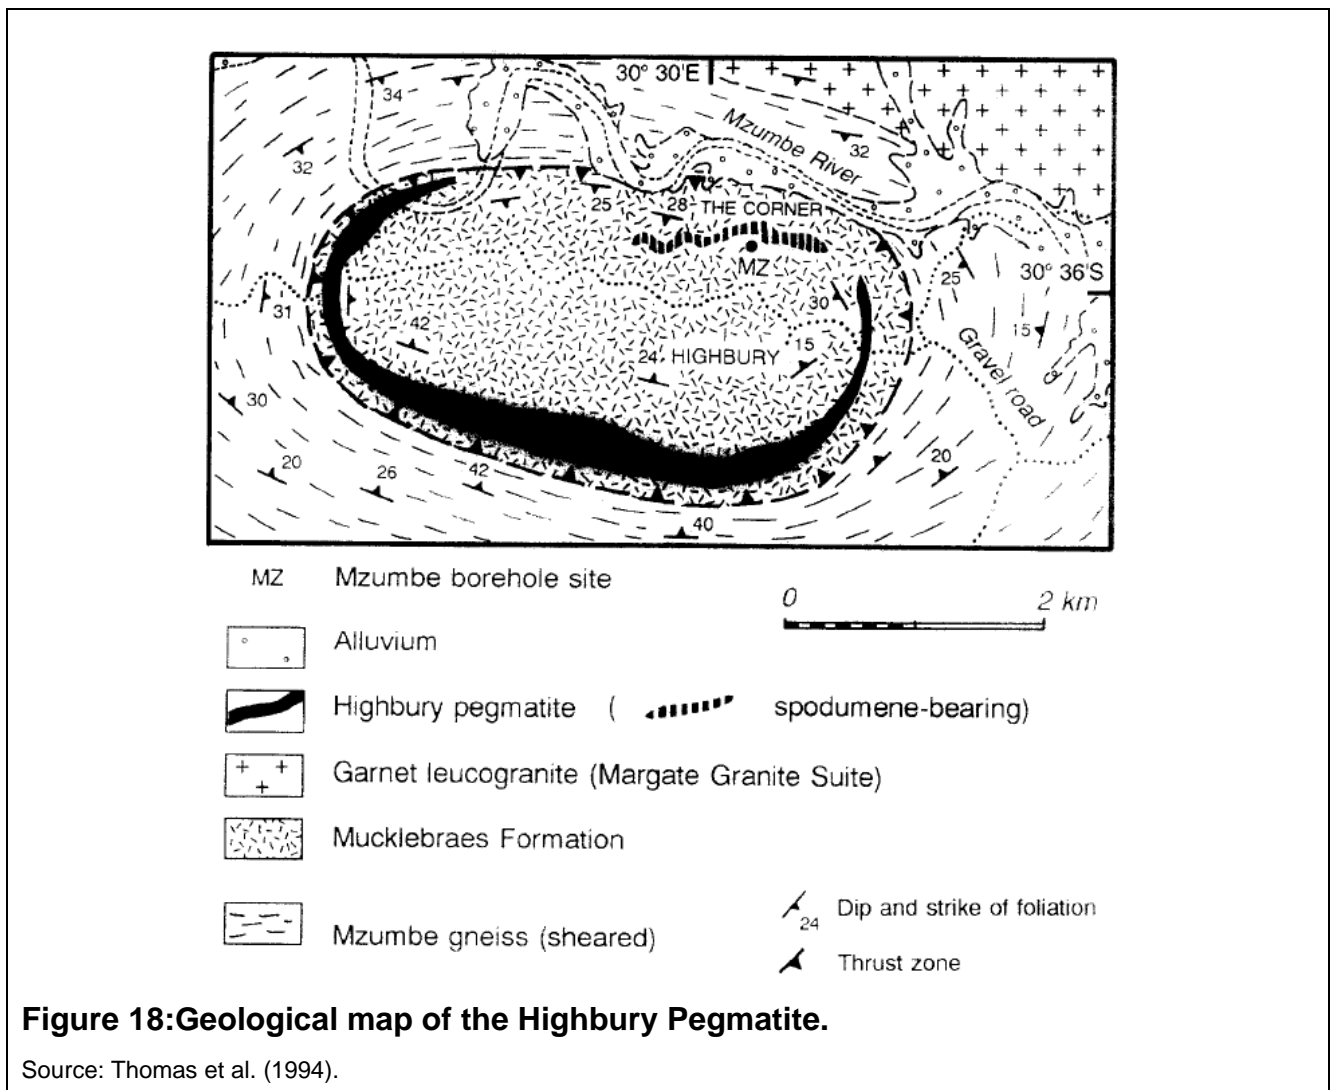 30° 30'E
34
Mzumbe River
32
32
25
28
THE CORNER
MZ
25
30° 36'S
31
30
15
42
15
24
HIGHBURY
Gravel road
30
20
26
42
20
40
MZ Mzumbe borehole site
0 2 km
Alluvium
Highbury pegmatite ( spodumene-bearing)
Garnet leucogranite (Margate Granite Suite)
Mucklebraes Formation
24 Dip and strike of foliation
Mzumbe gneiss (sheared)
Thrust zone
Figure 18:Geological map of the Highbury Pegmatite.
Source: Thomas et al. (1994).